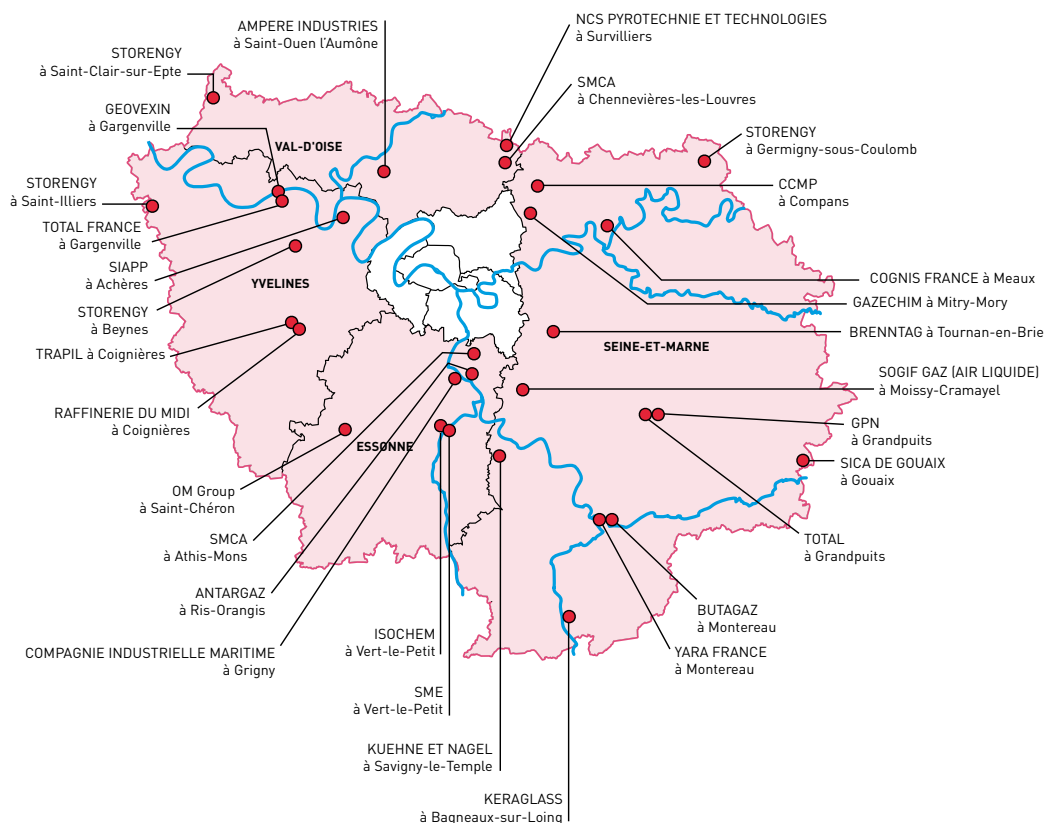 AMPERE INDUSTRIES
à Saint-Ouen l'Aumône
NCS PYROTECHNIE ET TECHNOLOGIES
à Survilliers
STORENGY
à Saint-Clair-sur-Epte
SMCA
à Chennevières-les-Louvres
GEOVEXIN
à Gargenville
VAL-D'OISE
STORENGY
à Germigny-sous-Coulomb
STORENGY
à Saint-Illiers
CCMP
à Compans
TOTAL FRANCE
à Gargenville
SIAPP
à Achères
COGNIS FRANCE à Meaux
YVELINES
GAZECHIM à Mitry-Mory
STORENGY
à Beynes
BRENNTAG à Tournan-en-Brie
SEINE-ET-MARNE
TRAPIL à Coignières
SOGIF GAZ (AIR LIQUIDE)
à Moissy-Cramayel
RAFFINERIE DU MIDI
à Coignières
GPN
à Grandpuits
ESSONNE
SICA DE GOUAIX
à Gouaix
OM Group
à Saint-Chéron
SMCA
à Athis-Mons
TOTAL
à Grandpuits
ANTARGAZ
à Ris-Orangis
BUTAGAZ
à Montereau
ISOCHEM
à Vert-le-Petit
COMPAGNIE INDUSTRIELLE MARITIME
à Grigny
YARA FRANCE
à Montereau
SME
à Vert-le-Petit
KUEHNE ET NAGEL
à Savigny-le-Temple
KERAGLASS
à Bagneaux-sur-Loing